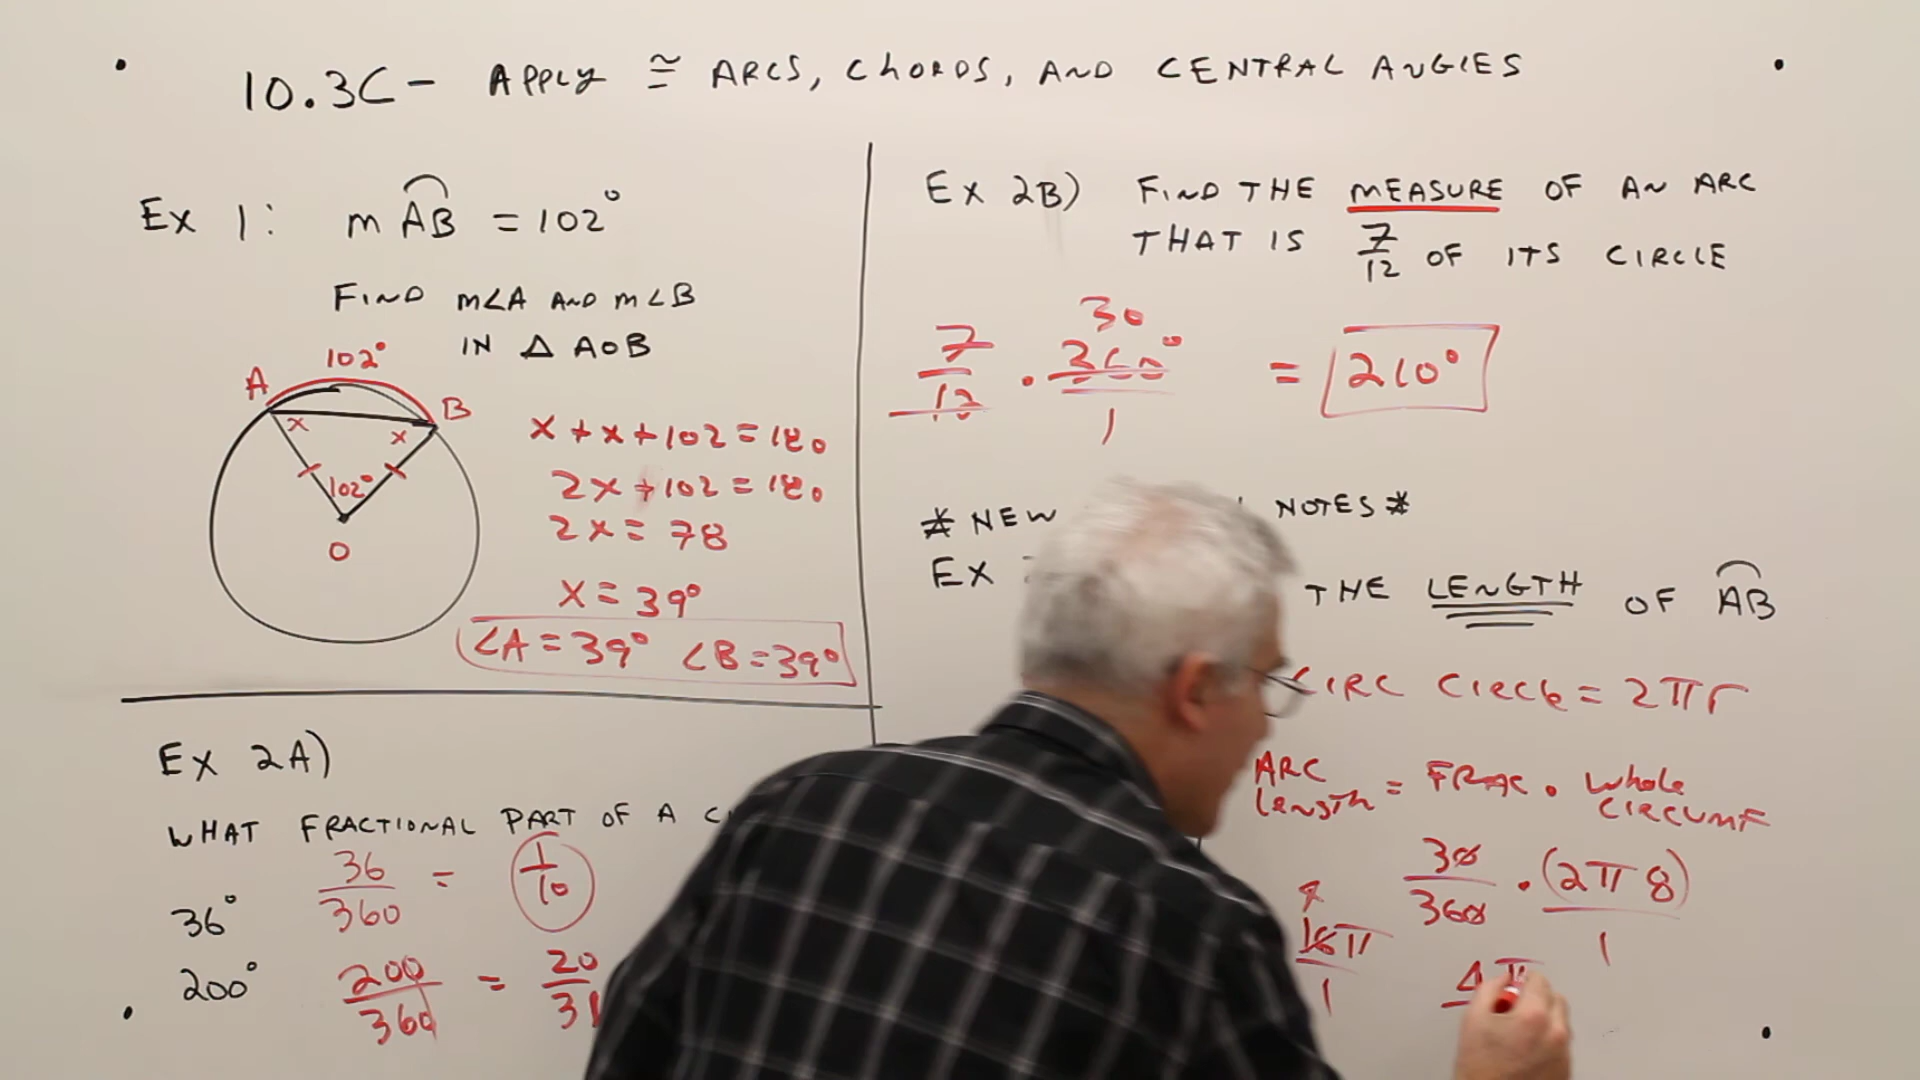 10.3C - APPLY ≅ ARCS, CHORDS, AND CENTRAL ANGLES
Ex 1: m AB = 102°
FIND m∠A AND m∠B
IN △ AOB
102°
A
B
x
x
102°
O
x + x + 102 = 180
2x + 102 = 180
2x = 78
x = 39°
∠A = 39° ∠B = 39°
Ex 2A)
WHAT FRACTIONAL PART OF A
36° 36/360 = 1/10
200° 200/360 = 20/
Ex 2B) FIND THE MEASURE OF AN ARC
THAT IS 7/12 OF ITS CIRCLE
30
7/12 · 360°/1 = 210°
* NEW NOTES *
Ex THE LENGTH OF AB
CIRC CIRCLE = 2πr
ARC LENGTH = FRAC · WHOLE CIRCUMF
30/360 · (2π8)/1
16π/1
4π